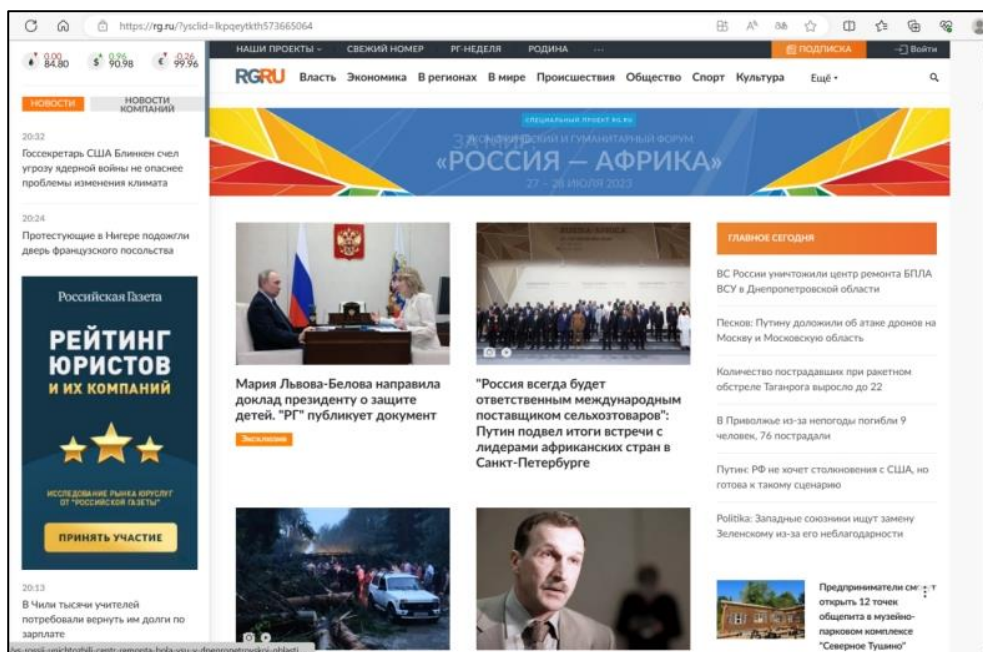 https://rg.ru/?ysclid=lkpqeytkth573665064
0.00
84.80
$ 0.96
90.98
€ -0.26
99.96
НАШИ ПРОЕКТЫ
СВЕЖИЙ НОМЕР
РГ-НЕДЕЛЯ
РОДИНА
...
ПОДПИСКА
Войти
RGRU
Власть Экономика В регионах В мире Происшествия Общество Спорт Культура Ещё
НОВОСТИ
НОВОСТИ
КОМПАНИЙ
20:32
Госсекретарь США Блинкен счел
угрозу ядерной войны не опаснее
проблемы изменения климата
20:24
Протестующие в Нигере подожгли
дверь французского посольства
Российская Газета
РЕЙТИНГ
ЮРИСТОВ
И ИХ КОМПАНИЙ
ИССЛЕДОВАНИЕ РЫНКА ЮРУСЛУГ
ОТ "РОССИЙСКОЙ ГАЗЕТЫ"
ПРИНЯТЬ УЧАСТИЕ
20:13
В Чили тысячи учителей
потребовали вернуть им долги по
зарплате
СПЕЦИАЛЬНЫЙ ПРОЕКТ RG.RU
И ГУМАНИТАРНЫЙ ФОРУМ
«РОССИЯ — АФРИКА»
27 – 28 ИЮЛЯ 2023
Мария Львова-Белова направила
доклад президенту о защите
детей. "РГ" публикует документ
Эксклюзив
"Россия всегда будет
ответственным международным
поставщиком сельхозтоваров":
Путин подвел итоги встречи с
лидерами африканских стран в
Санкт-Петербурге
ГЛАВНОЕ СЕГОДНЯ
ВС России уничтожили центр ремонта БПЛА
ВСУ в Днепропетровской области
Песков: Путину доложили об атаке дронов на
Москву и Московскую область
Количество пострадавших при ракетном
обстреле Таганрога выросло до 22
В Приволжье из-за непогоды погибли 9
человек, 76 пострадали
Путин: РФ не хочет столкновения с США, но
готова к такому сценарию
Politika: Западные союзники ищут замену
Зеленскому из-за его неблагодарности
Предприниматели
открыть 12 точек
общепита в музейно-
парковом комплексе
"Северное Тушино"